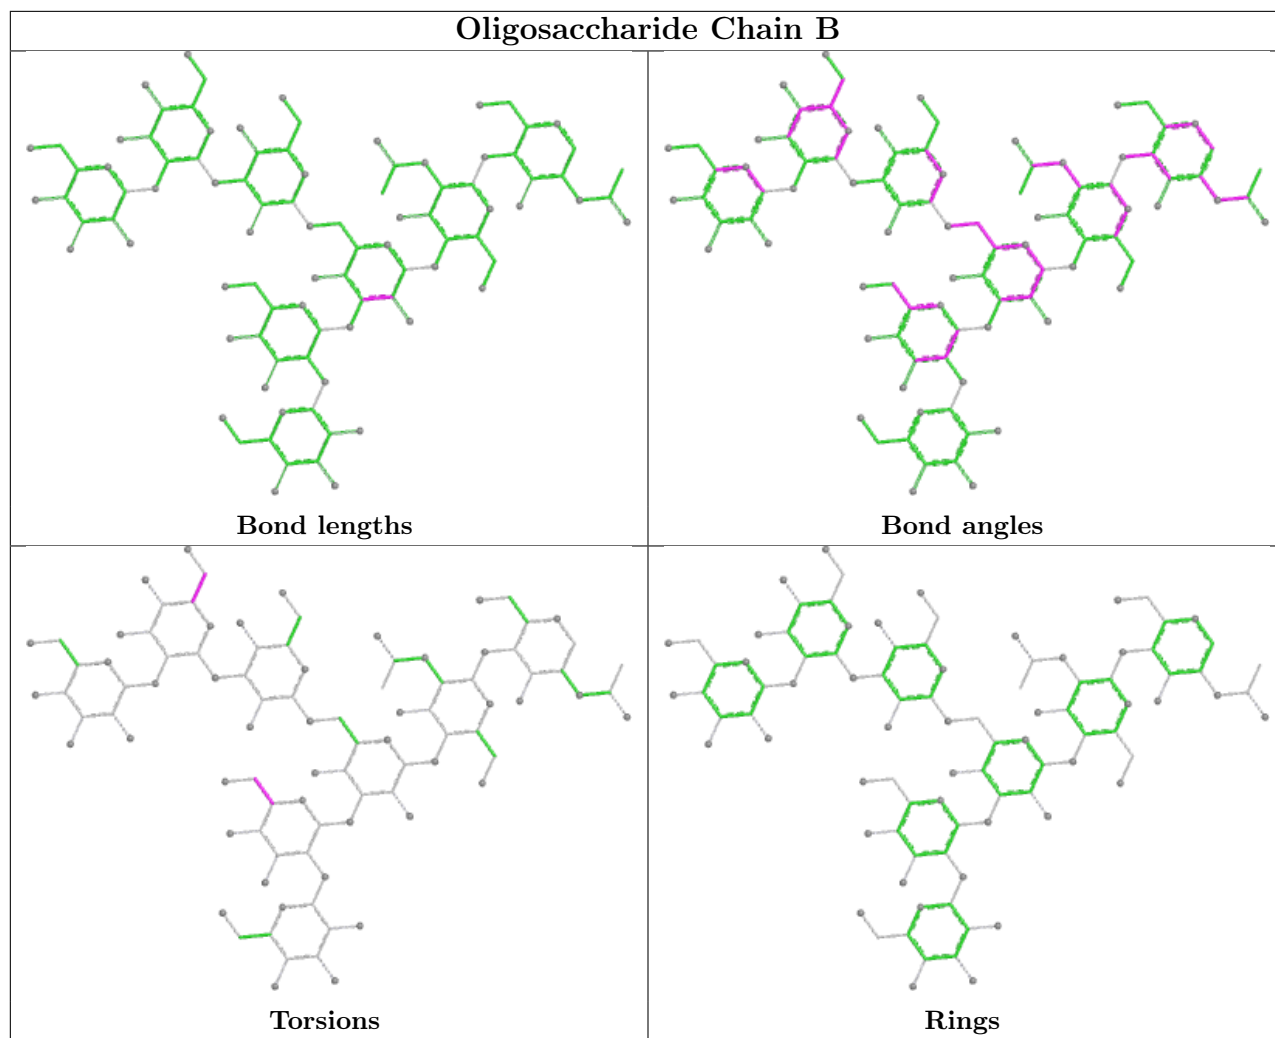 Oligosaccharide Chain B
Bond lengths
Bond angles
Torsions
Rings